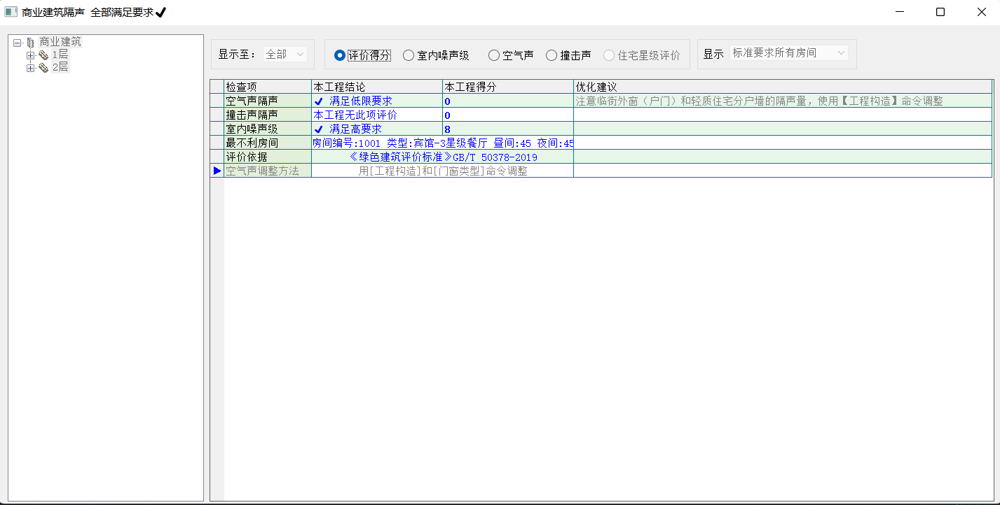 商业建筑隔声 全部满足要求✔
商业建筑
1层
2层
显示至: 全部 评价得分 室内噪声级 空气声 撞击声 住宅星级评价 显示 标准要求所有房间
检查项 本工程结论 本工程得分 优化建议
空气声隔声 ✔ 满足低限要求 0 注意临街外窗（户门）和轻质住宅分户墙的隔声量，使用【工程构造】命令调整
撞击声隔声 本工程无此项评价 0
室内噪声级 ✔ 满足高要求 8
最不利房间 房间编号:1001 类型:宾馆-3星级餐厅 昼间:45 夜间:45
评价依据 《绿色建筑评价标准》GB/T 50378-2019
空气声调整方法 用[工程构造]和[门窗类型]命令调整